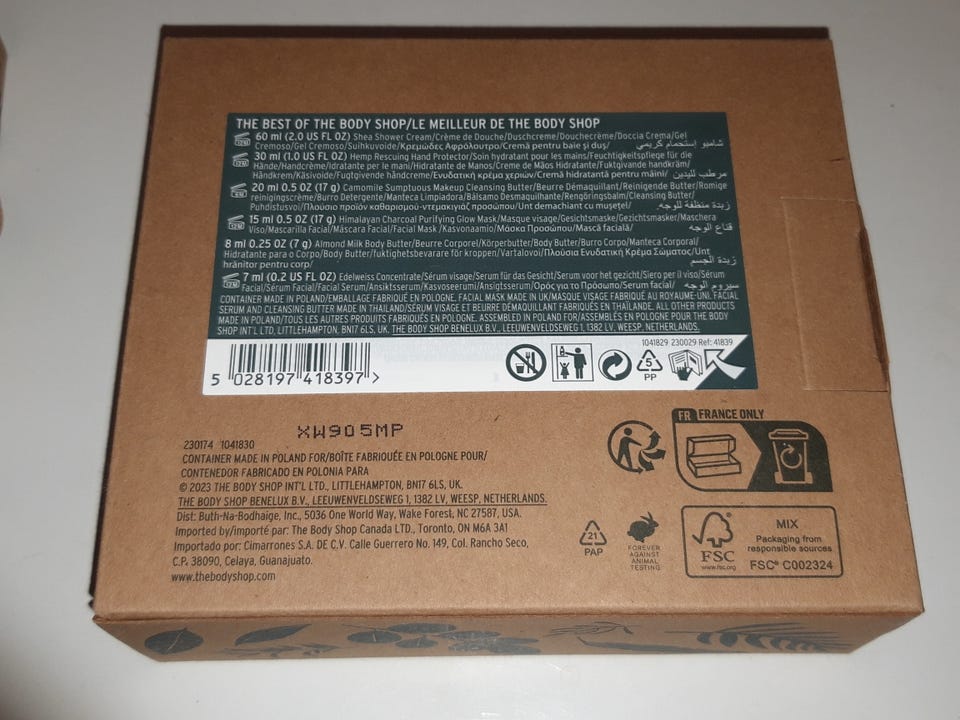 THE BEST OF THE BODY SHOP/LE MEILLEUR DE THE BODY SHOP
12M 60 ml (2.0 US FL OZ) Shea Shower Cream/Crème de Douche/Duschcreme/Douchecrème/Doccia Crema/Gel
Cremoso/Gel Cremoso/Suihkuvoide/Κρεμώδες Αφρόλουτρο/Cremă pentru baie și duș/ شامبو إستحمام كريمي
12M 30 ml (1.0 US FL OZ) Hemp Rescuing Hand Protector/Soin hydratant pour les mains/Feuchtigkeitspflege für die
Hände/Handcrème/Idratante per le mani/Hidratante de Manos/Creme de Mãos Hidratante/Fuktgivande handkräm/
Håndkrem/Käsivoide/Fugtgivende håndcreme/Ενυδατική κρέμα χεριών/Cremă hidratantă pentru mâini/ مرطب لليدين
20 ml 0.5 OZ (17 g) Camomile Sumptuous Makeup Cleansing Butter/Beurre Démaquillant/Reinigende Butter/Romige
reinigingscrème/Burro Detergente/Manteca Limpiadora/Bálsamo Desmaquilhante/Rengöringsbalm/Cleansing Butter/
Puhdistusvoi/Πλούσιο προϊόν καθαρισμού-ντεμακιγιάζ προσώπου/Unt demachiant cu mușețel/ زبدة منظفة للوجه
15 ml 0.5 OZ (17 g) Himalayan Charcoal Purifying Glow Mask/Masque visage/Gesichtsmaske/Gezichtsmasker/Maschera
Viso/Mascarilla Facial/Máscara Facial/Facial Mask/Kasvonaamio/Μάσκα Προσώπου/Mască facială/ قناع الوجه
8 ml 0.25 OZ (7 g) Almond Milk Body Butter/Beurre Corporel/Körperbutter/Body Butter/Burro Corpo/Manteca Corporal/
Hidratante para o Corpo/Body Butter/fuktighetsbevarare för kroppen/Vartalovoi/Πλούσια Ενυδατική Κρέμα Σώματος/Unt
hrănitor pentru corp/ زبدة الجسم
12M 7 ml (0.2 US FL OZ) Edelweiss Concentrate/Sérum visage/Serum für das Gesicht/Serum voor het gezicht/Siero per il viso/Sérum
Facial/Sérum Facial/Facial Serum/Ansiktsserum/Kasvoseerumi/Ansigtserum/Ορός για το Πρόσωπο/Serum facial/ سيروم الوجه
CONTAINER MADE IN POLAND/EMBALLAGE FABRIQUÉ EN POLOGNE. FACIAL MASK MADE IN UK/MASQUE VISAGE FABRIQUÉ AU ROYAUME-UNI. FACIAL
SERUM AND CLEANSING BUTTER MADE IN THAILAND/SÉRUM VISAGE ET BEURRE DÉMAQUILLANT FABRIQUÉS EN THAÏLANDE. ALL OTHER PRODUCTS
MADE IN POLAND/TOUS LES AUTRES PRODUITS FABRIQUÉS EN POLOGNE. ASSEMBLED IN POLAND FOR/ASSEMBLÉS EN POLOGNE POUR THE BODY
SHOP INT'L LTD, LITTLEHAMPTON, BN17 6LS, UK. THE BODY SHOP BENELUX B.V., LEEUWENVELDSEWEG 1, 1382 LV, WEESP, NETHERLANDS.
1041829 230029 Ref: 41839
5
PP
5 028197 418397 >
XW905MP
FR FRANCE ONLY
230174 1041830
CONTAINER MADE IN POLAND FOR/BOÎTE FABRIQUÉE EN POLOGNE POUR/
CONTENEDOR FABRICADO EN POLONIA PARA
© 2023 THE BODY SHOP INT'L LTD., LITTLEHAMPTON, BN17 6LS, UK.
THE BODY SHOP BENELUX B.V., LEEUWENVELDSEWEG 1, 1382 LV, WEESP, NETHERLANDS.
Dist: Buth-Na-Bodhaige, Inc., 5036 One World Way, Wake Forest, NC 27587, USA.
Imported by/importé par: The Body Shop Canada LTD., Toronto, ON M6A 3A1
Importado por: Cimarrones S.A. DE C.V. Calle Guerrero No. 149, Col. Rancho Seco,
C.P. 38090, Celaya, Guanajuato.
www.thebodyshop.com
21
PAP
FOREVER
AGAINST
ANIMAL
TESTING
FSC
www.fsc.org
MIX
Packaging from
responsible sources
FSC® C002324